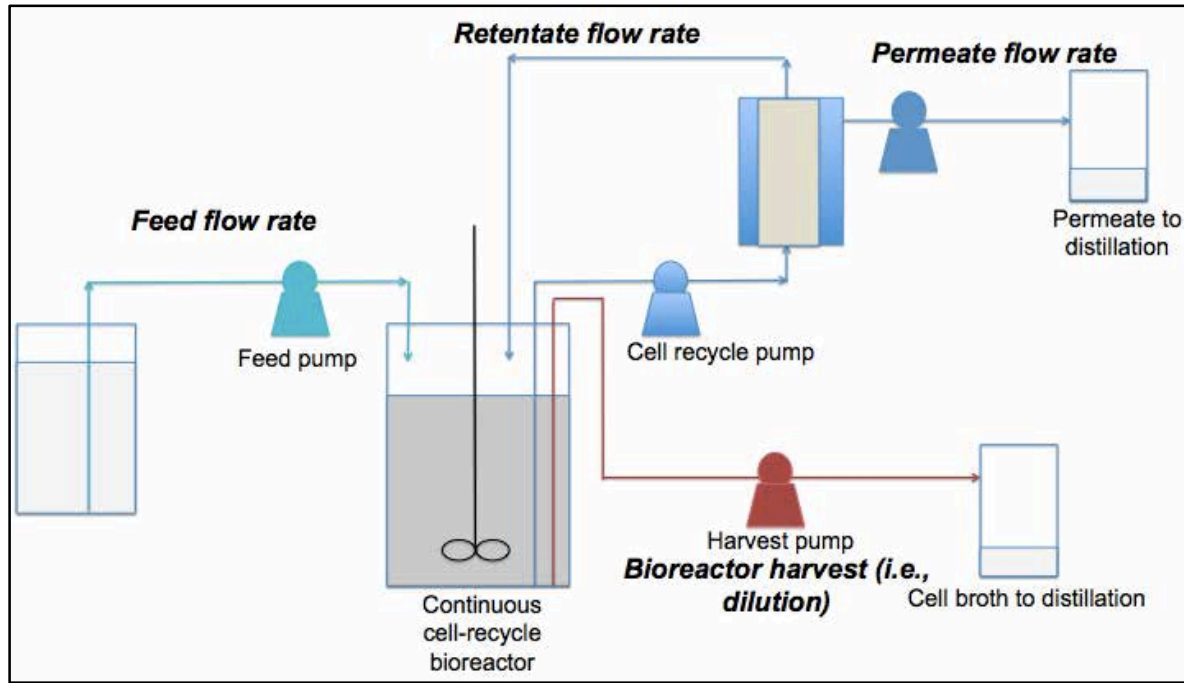 Retentate flow rate
Permeate flow rate
Permeate to
distillation
Feed flow rate
Feed pump
Cell recycle pump
Harvest pump
Bioreactor harvest (i.e.,
dilution)
Cell broth to distillation
Continuous
cell-recycle
bioreactor